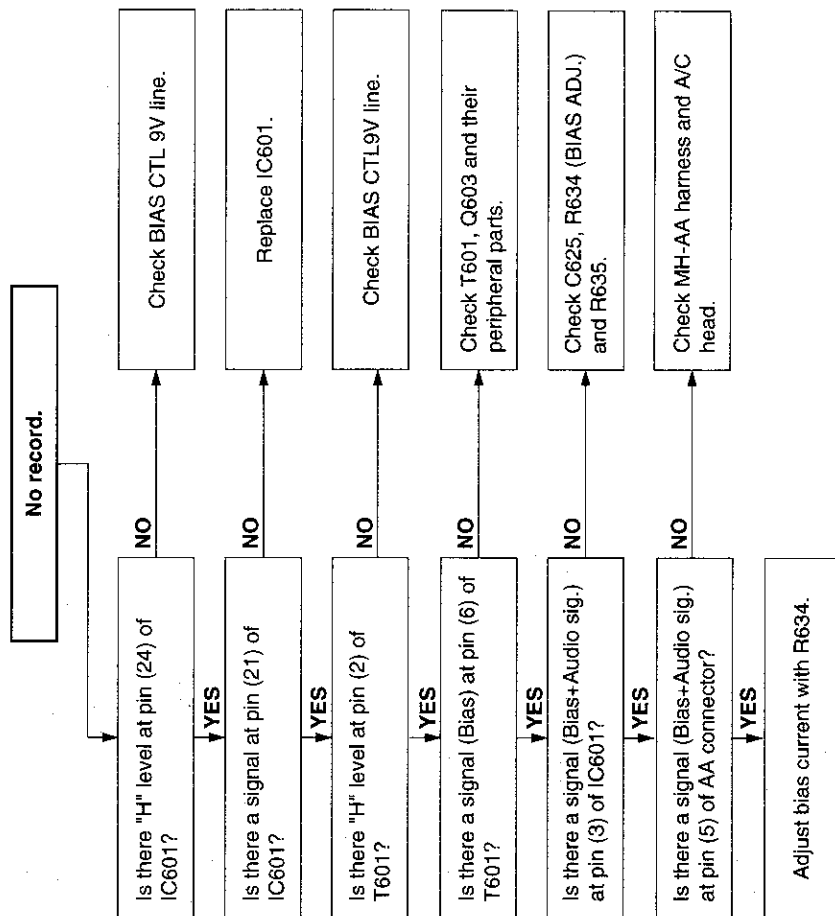 No record.
Is there "H" level at pin (24) of
IC601?
NO
Check BIAS CTL 9V line.
YES
Is there a signal at pin (21) of
IC601?
NO
Replace IC601.
YES
Is there "H" level at pin (2) of
T601?
NO
Check BIAS CTL9V line.
YES
Is there a signal (Bias) at pin (6) of
T601?
NO
Check T601, Q603 and their
peripheral parts.
YES
Is there a signal (Bias+Audio sig.)
at pin (3) of IC601?
NO
Check C625, R634 (BIAS ADJ.)
and R635.
YES
Is there a signal (Bias+Audio sig.)
at pin (5) of AA connector?
NO
Check MH-AA harness and A/C
head.
YES
Adjust bias current with R634.